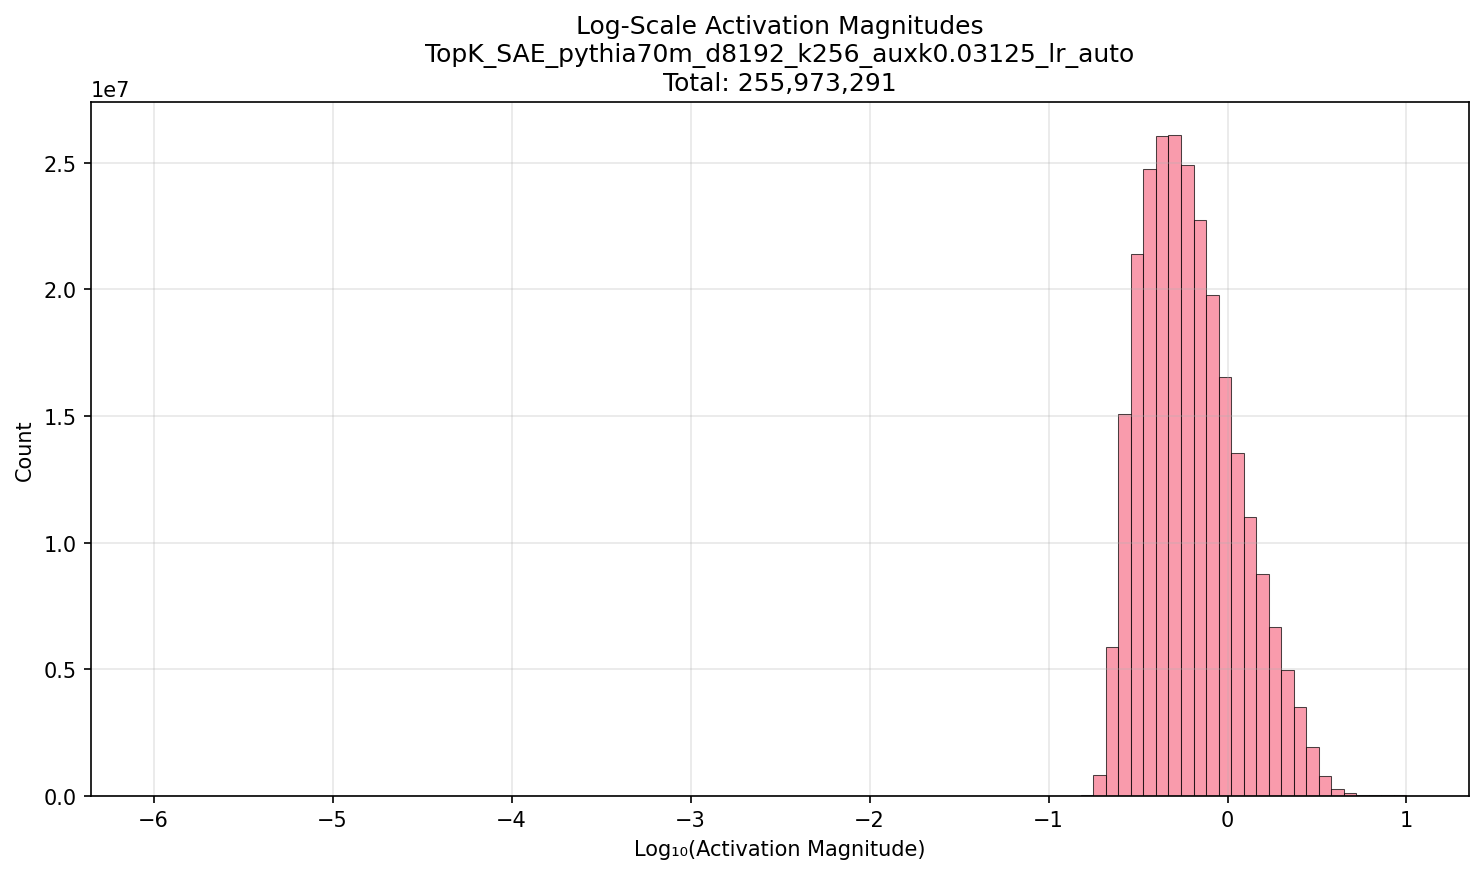 Log-Scale Activation Magnitudes
TopK_SAE_pythia70m_d8192_k256_auxk0.03125_lr_auto
Total: 255,973,291
1e7
2.5
2.0
1.5
1.0
0.5
0.0
Count
−6 −5 −4 −3 −2 −1 0 1
Log₁₀(Activation Magnitude)